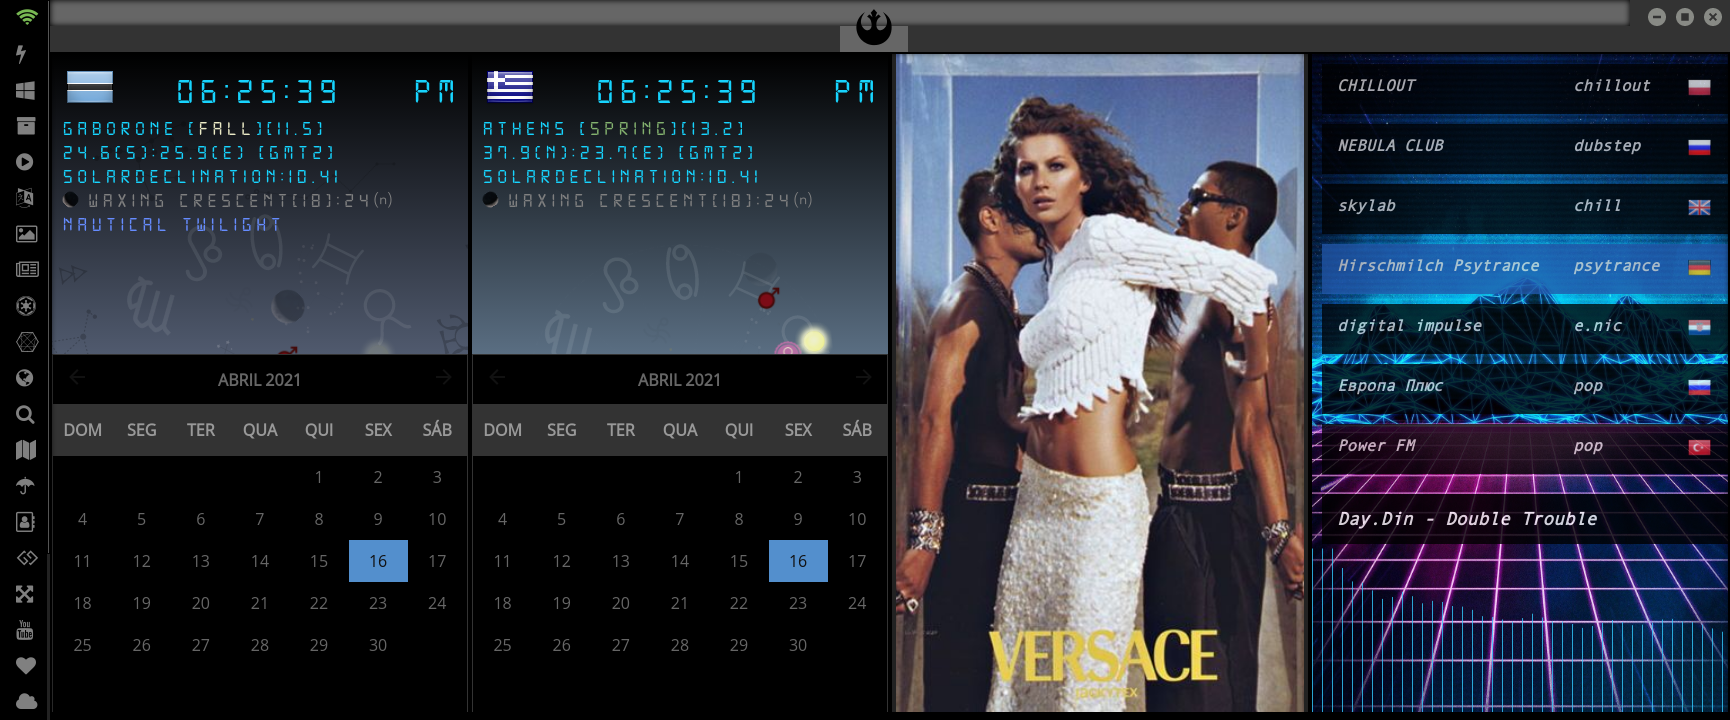 06:25:39 PM
GABORONE [FALL][11.5]
24.6(S):25.9(E) [GMT2]
SOLARDECLINATION:10.41
WAXING CRESCENT[18]:24(n)
NAUTICAL TWILIGHT
ABRIL 2021
DOM SEG TER QUA QUI SEX SÁB
1 2 3
4 5 6 7 8 9 10
11 12 13 14 15 16 17
18 19 20 21 22 23 24
25 26 27 28 29 30
06:25:39 PM
ATHENS [SPRING][13.2]
37.9(N):23.7(E) [GMT2]
SOLARDECLINATION:10.41
WAXING CRESCENT[18]:24(n)
ABRIL 2021
DOM SEG TER QUA QUI SEX SÁB
1 2 3
4 5 6 7 8 9 10
11 12 13 14 15 16 17
18 19 20 21 22 23 24
25 26 27 28 29 30
VERSACE
CHILLOUT chillout
NEBULA CLUB dubstep
skylab chill
Hirschmilch Psytrance psytrance
digital impulse e.nic
Европа Плюс pop
Power FM pop
Day.Din - Double Trouble
You
Tube